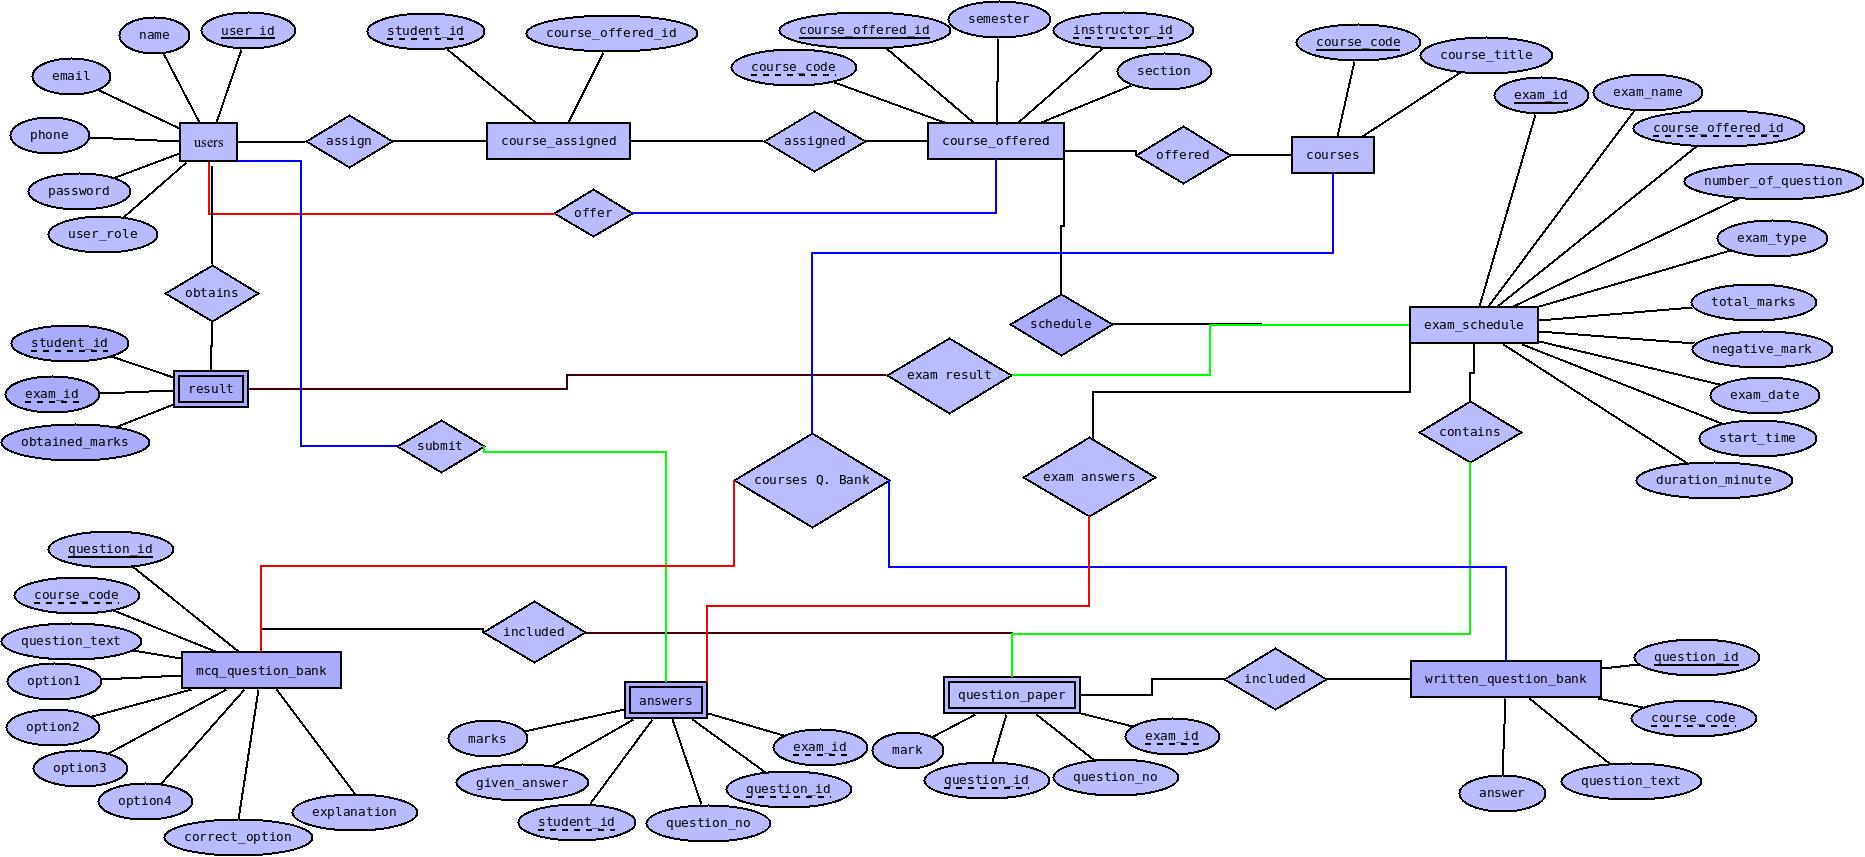 name
user_id
student_id
course_offered_id
course_offered_id
semester
instructor_id
course_code
section
course_code
course_title
email
exam_id
exam_name
course_offered_id
phone
users
assign
course_assigned
assigned
course_offered
offered
courses
password
number_of_question
user_role
offer
exam_type
obtains
total_marks
schedule
exam_schedule
student_id
negative_mark
exam result
result
exam_id
exam_date
obtained_marks
submit
contains
start_time
courses Q. Bank
exam answers
duration_minute
question_id
course_code
question_text
included
mcq_question_bank
option1
question_id
answers
question_paper
included
written_question_bank
course_code
option2
marks
exam_id
mark
exam_id
option3
given_answer
question_id
question_id
question_no
answer
question_text
option4
explanation
student_id
question_no
correct_option